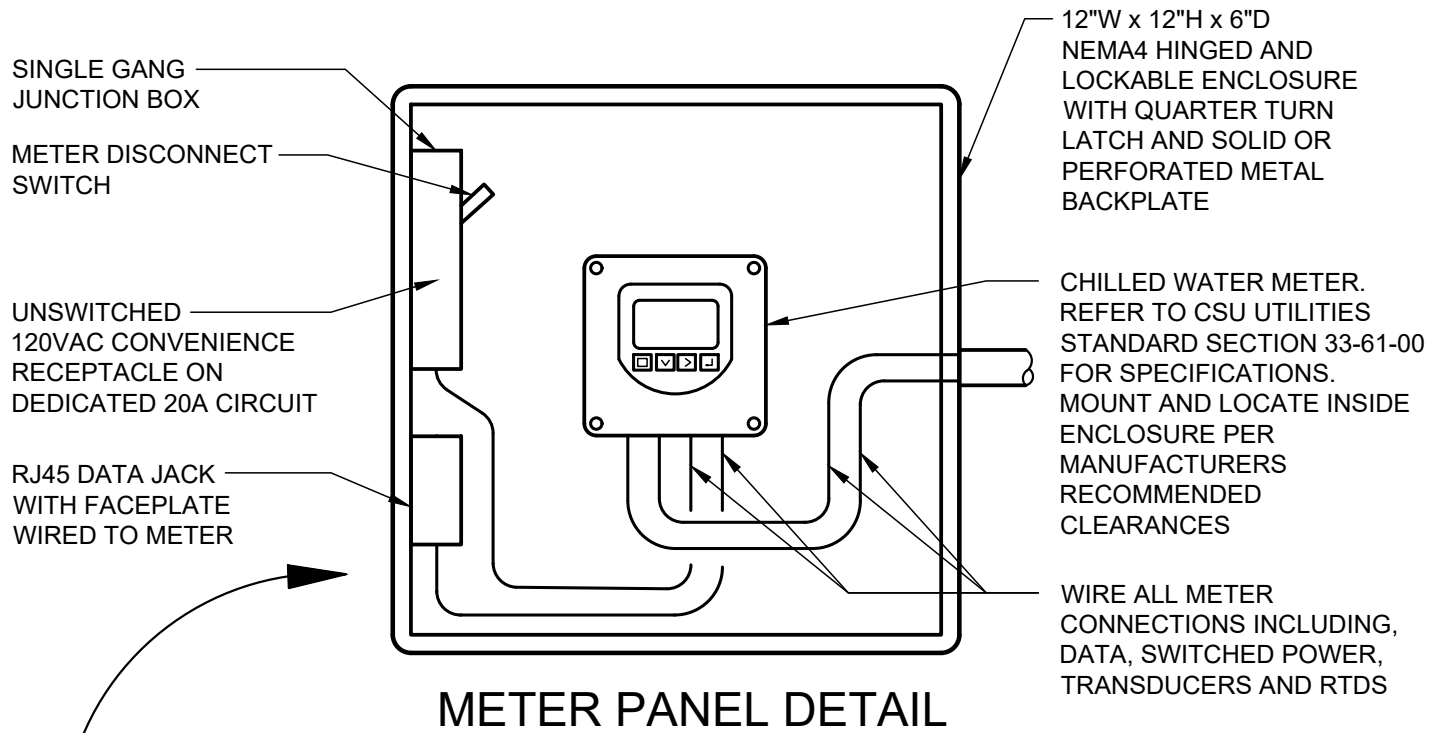 SINGLE GANG
JUNCTION BOX
METER DISCONNECT
SWITCH
UNSWITCHED
120VAC CONVENIENCE
RECEPTACLE ON
DEDICATED 20A CIRCUIT
RJ45 DATA JACK
WITH FACEPLATE
WIRED TO METER
12"W x 12"H x 6"D
NEMA4 HINGED AND
LOCKABLE ENCLOSURE
WITH QUARTER TURN
LATCH AND SOLID OR
PERFORATED METAL
BACKPLATE
CHILLED WATER METER.
REFER TO CSU UTILITIES
STANDARD SECTION 33-61-00
FOR SPECIFICATIONS.
MOUNT AND LOCATE INSIDE
ENCLOSURE PER
MANUFACTURERS
RECOMMENDED
CLEARANCES
WIRE ALL METER
CONNECTIONS INCLUDING,
DATA, SWITCHED POWER,
TRANSDUCERS AND RTDS
METER PANEL DETAIL